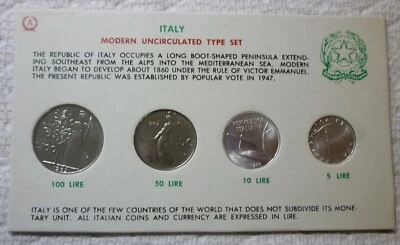 ITALY
A
MODERN UNCIRCULATED TYPE SET
THE REPUBLIC OF ITALY OCCUPIES A LONG BOOT-SHAPED PENINSULA EXTEND-
ING SOUTHEAST FROM THE ALPS INTO THE MEDITERRANEAN SEA. MODERN
ITALY BEGAN TO DEVELOP ABOUT 1860 UNDER THE RULE OF VICTOR EMMANUEL.
THE PRESENT REPUBLIC WAS ESTABLISHED BY POPULAR VOTE IN 1947.
100 LIRE
50 LIRE
10 LIRE
5 LIRE
ITALY IS ONE OF THE FEW COUNTRIES OF THE WORLD THAT DOES NOT SUBDIVIDE ITS MONE-
TARY UNIT. ALL ITALIAN COINS AND CURRENCY ARE EXPRESSED IN LIRE.